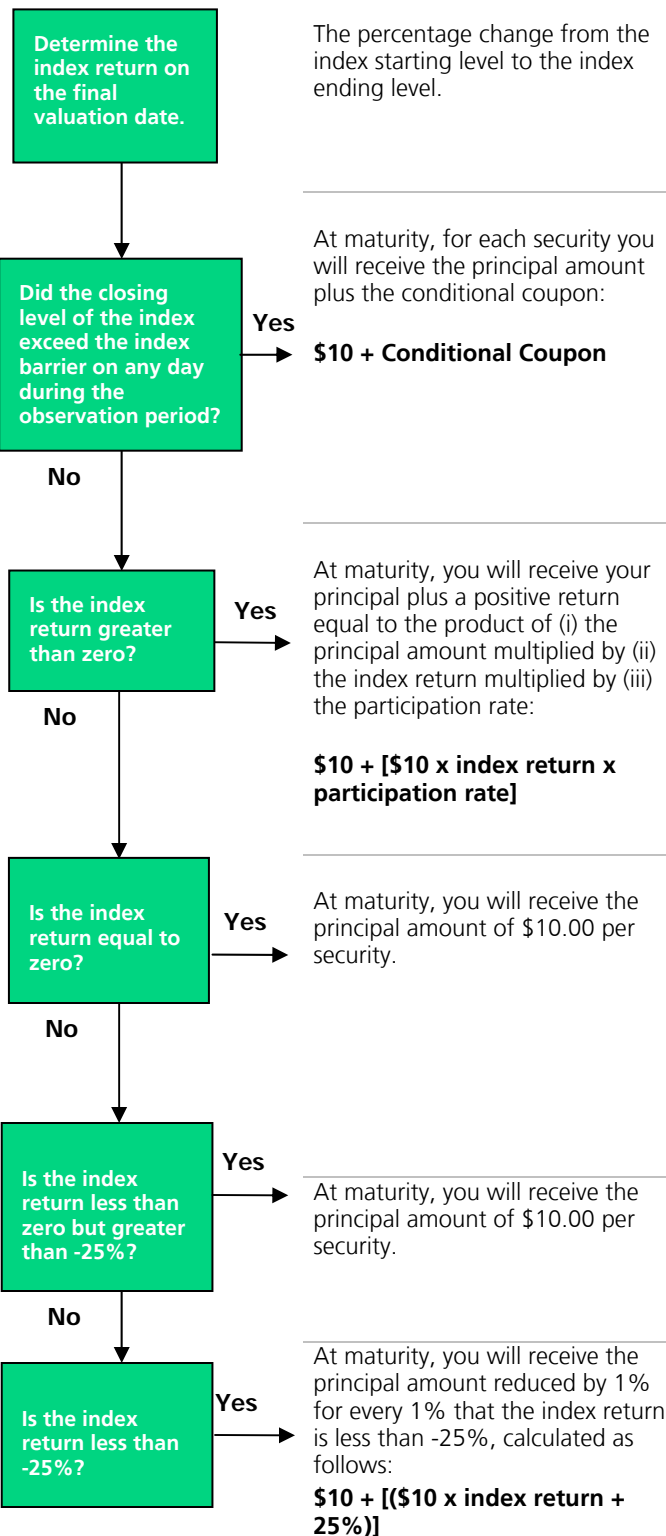 Determine the
index return on
the final
valuation date.
The percentage change from the
index starting level to the index
ending level.
Did the closing
level of the index
exceed the index
barrier on any day
during the
observation period?
Yes
At maturity, for each security you
will receive the principal amount
plus the conditional coupon:
$10 + Conditional Coupon
No
Is the index
return greater
than zero?
Yes
At maturity, you will receive your
principal plus a positive return
equal to the product of (i) the
principal amount multiplied by (ii)
the index return multiplied by (iii)
the participation rate:
$10 + [$10 x index return x
participation rate]
No
Is the index
return equal to
zero?
Yes
At maturity, you will receive the
principal amount of $10.00 per
security.
No
Is the index
return less than
zero but greater
than -25%?
Yes
At maturity, you will receive the
principal amount of $10.00 per
security.
No
Is the index
return less than
-25%?
Yes
At maturity, you will receive the
principal amount reduced by 1%
for every 1% that the index return
is less than -25%, calculated as
follows:
$10 + [($10 x index return +
25%)]